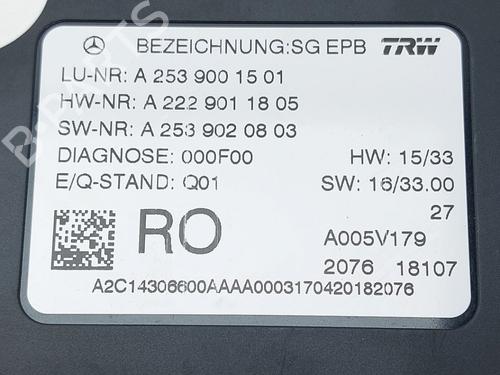 BEZEICHNUNG:SG EPB TRW
LU-NR: A 253 900 15 01
HW-NR: A 222 901 18 05
SW-NR: A 253 902 08 03
DIAGNOSE: 000F00 HW: 15/33
E/Q-STAND: Q01 SW: 16/33.00
27
RO A005V179
2076 18107
A2C14306600AAAA0003170420182076
B-PARTS